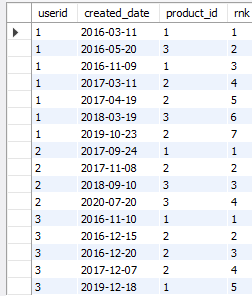 userid created_date product_id rnk
1 2016-03-11 1 1
1 2016-05-20 3 2
1 2016-11-09 1 3
1 2017-03-11 2 4
1 2017-04-19 2 5
1 2018-03-19 3 6
1 2019-10-23 2 7
2 2017-09-24 1 1
2 2017-11-08 2 2
2 2018-09-10 3 3
2 2020-07-20 3 4
3 2016-11-10 1 1
3 2016-12-15 2 2
3 2016-12-20 2 3
3 2017-12-07 2 4
3 2019-12-18 1 5